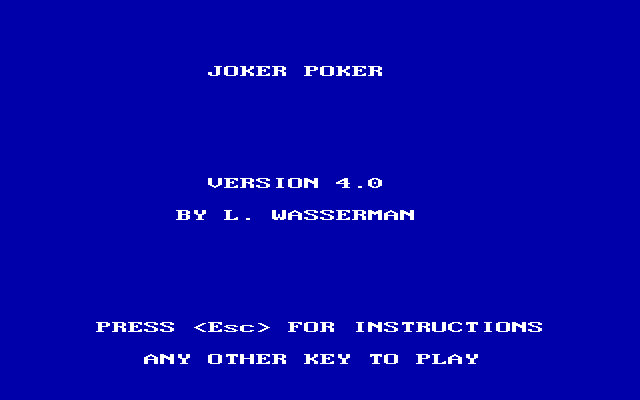 JOKER POKER
VERSION 4.0
BY L. WASSERMAN
PRESS <Esc> FOR INSTRUCTIONS
ANY OTHER KEY TO PLAY